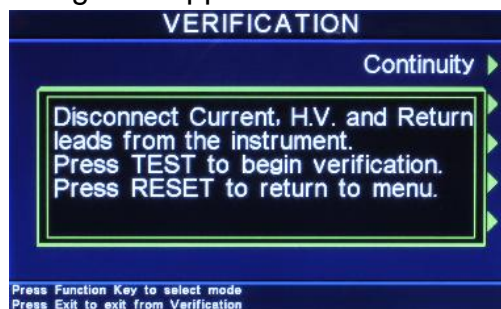 VERIFICATION
Continuity
Disconnect Current, H.V. and Return
leads from the instrument.
Press TEST to begin verification.
Press RESET to return to menu.
Press Function Key to select mode
Press Exit to exit from Verification